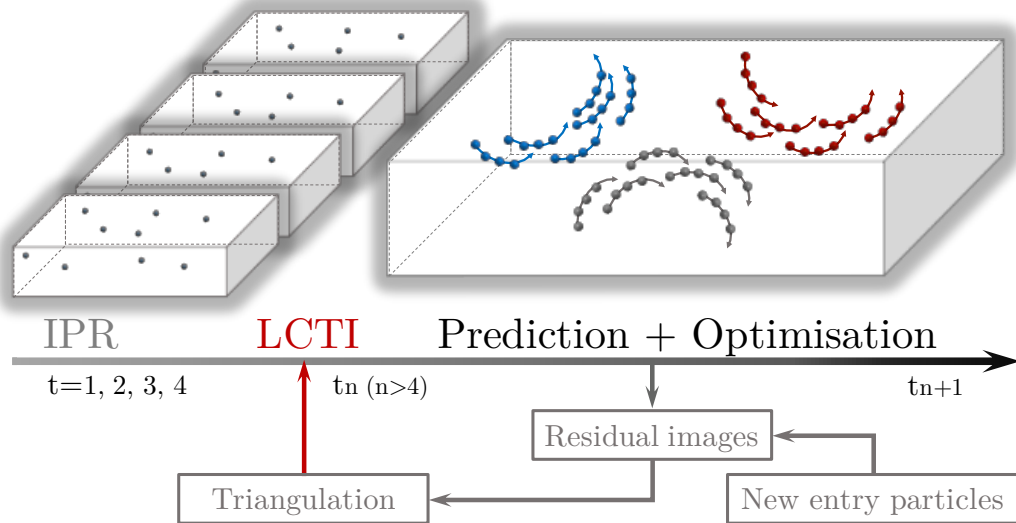 IPR LCTI Prediction + Optimisation
t=1, 2, 3, 4 tn (n>4) tn+1
Residual images
Triangulation New entry particles